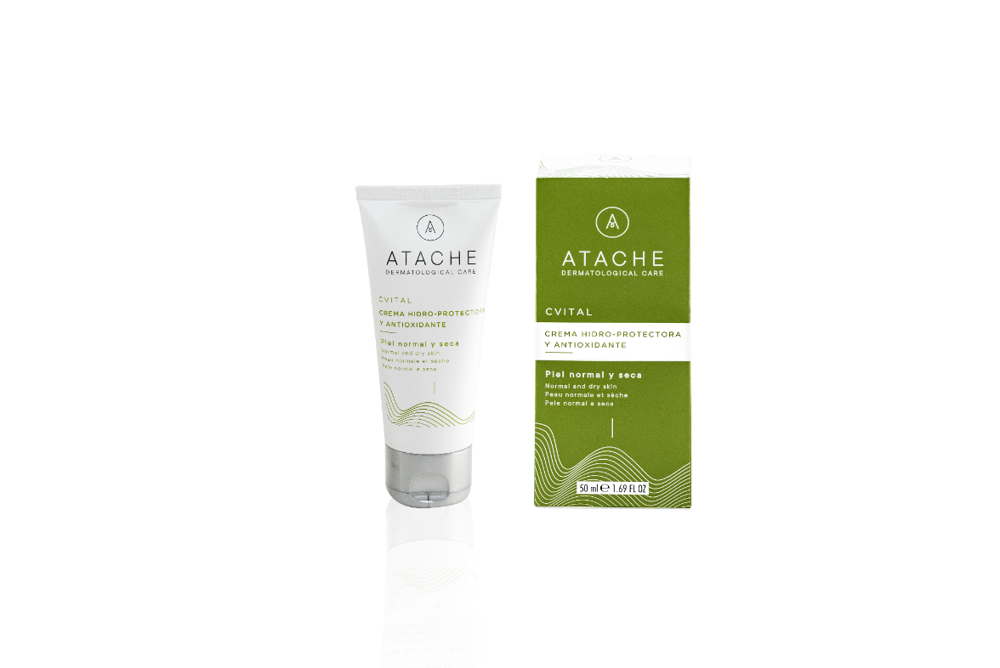 ATACHE
DERMATOLOGICAL CARE
CVITAL
CREMA HIDRO-PROTECTORA
Y ANTIOXIDANTE
Piel normal y seca
Normal and dry skin
Peau normale et sèche
Pele normal e seca
ATACHE
DERMATOLOGICAL CARE
CVITAL
CREMA HIDRO-PROTECTORA
Y ANTIOXIDANTE
Piel normal y seca
Normal and dry skin
Peau normale et sèche
Pele normal e seca
50 ml ℮ 1.69 FL OZ